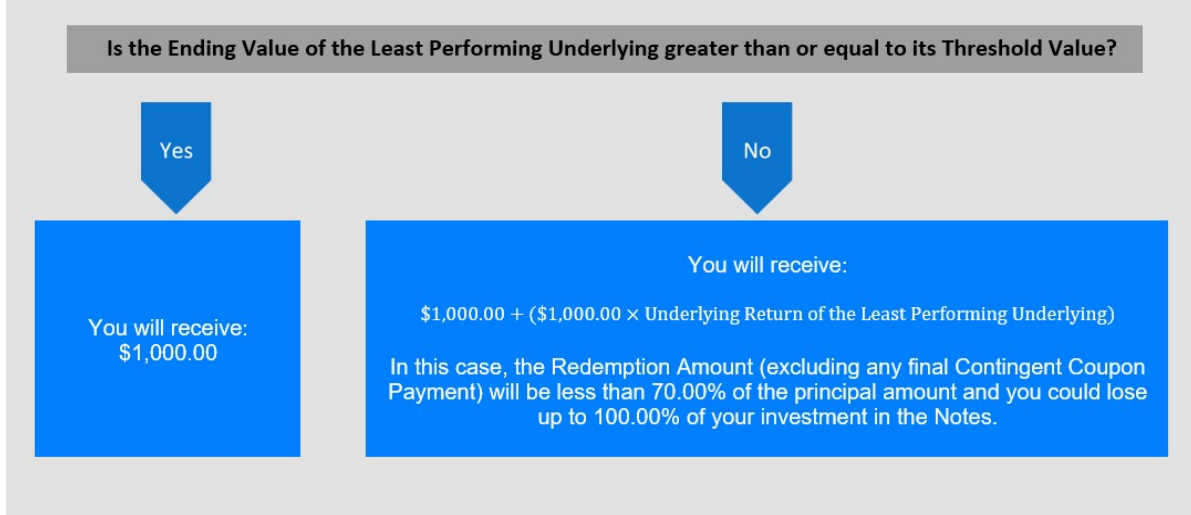 Is the Ending Value of the Least Performing Underlying greater than or equal to its Threshold Value?
Yes
No
You will receive:
$1,000.00
You will receive:
$1,000.00 + ($1,000.00 × Underlying Return of the Least Performing Underlying)
In this case, the Redemption Amount (excluding any final Contingent Coupon
Payment) will be less than 70.00% of the principal amount and you could lose
up to 100.00% of your investment in the Notes.